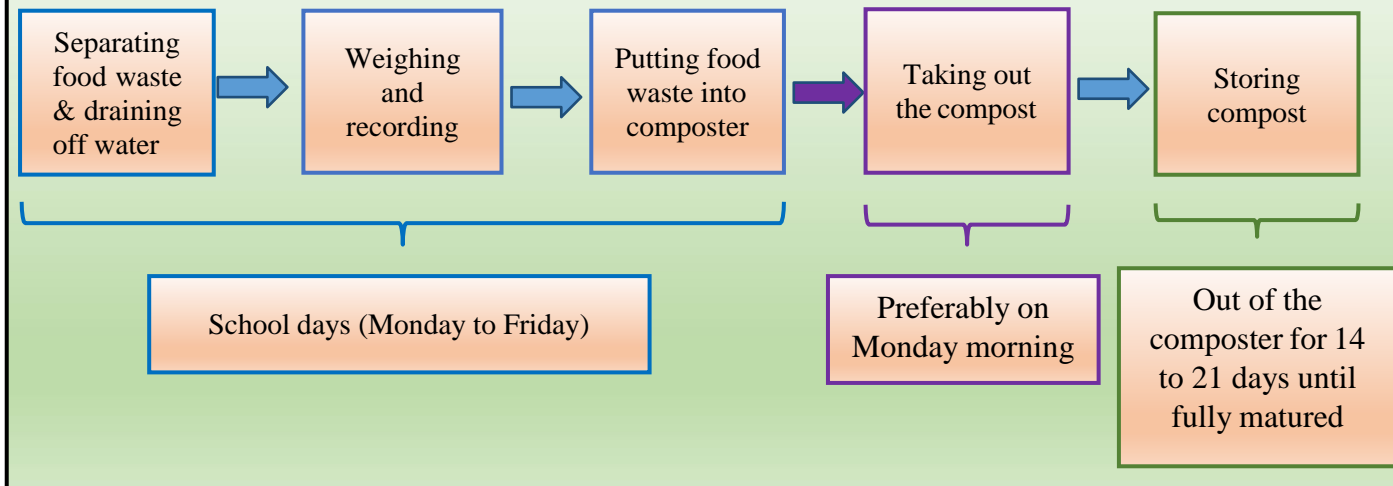 Separating
food waste
& draining
off water
Weighing
and
recording
Putting food
waste into
composter
Taking out
the compost
Storing
compost
School days (Monday to Friday)
Preferably on
Monday morning
Out of the
composter for 14
to 21 days until
fully matured